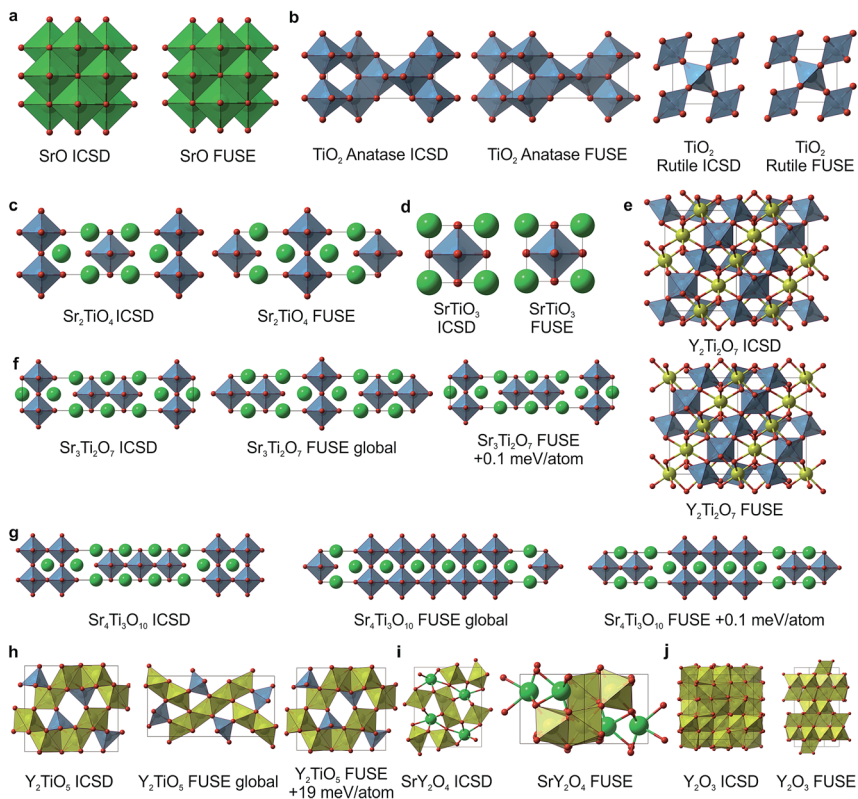 a
b
SrO ICSD
SrO FUSE
TiO₂ Anatase ICSD
TiO₂ Anatase FUSE
TiO₂
Rutile ICSD
TiO₂
Rutile FUSE
c
d
e
Sr₂TiO₄ ICSD
Sr₂TiO₄ FUSE
SrTiO₃
ICSD
SrTiO₃
FUSE
Y₂Ti₂O₇ ICSD
f
Sr₃Ti₂O₇ ICSD
Sr₃Ti₂O₇ FUSE global
Sr₃Ti₂O₇ FUSE
+0.1 meV/atom
Y₂Ti₂O₇ FUSE
g
Sr₄Ti₃O₁₀ ICSD
Sr₄Ti₃O₁₀ FUSE global
Sr₄Ti₃O₁₀ FUSE +0.1 meV/atom
h
i
j
Y₂TiO₅ ICSD
Y₂TiO₅ FUSE global
Y₂TiO₅ FUSE
+19 meV/atom
SrY₂O₄ ICSD
SrY₂O₄ FUSE
Y₂O₃ ICSD
Y₂O₃ FUSE